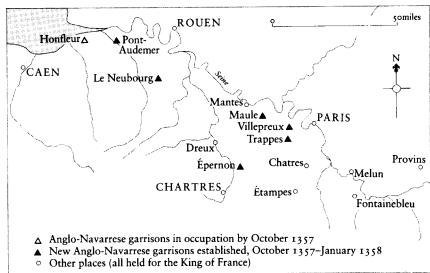 ROUEN
50miles
Honfleur
Pont-
Audemer
CAEN
Le Neubourg
Seine
N
Mantes
Maule
Villepreux
PARIS
Trappes
Dreux
Épernon
Chatres
Melun
Provins
CHARTRES
Étampes
Fontainebleu
Anglo-Navarrese garrisons in occupation by October 1357
New Anglo-Navarrese garrisons established, October 1357–January 1358
Other places (all held for the King of France)